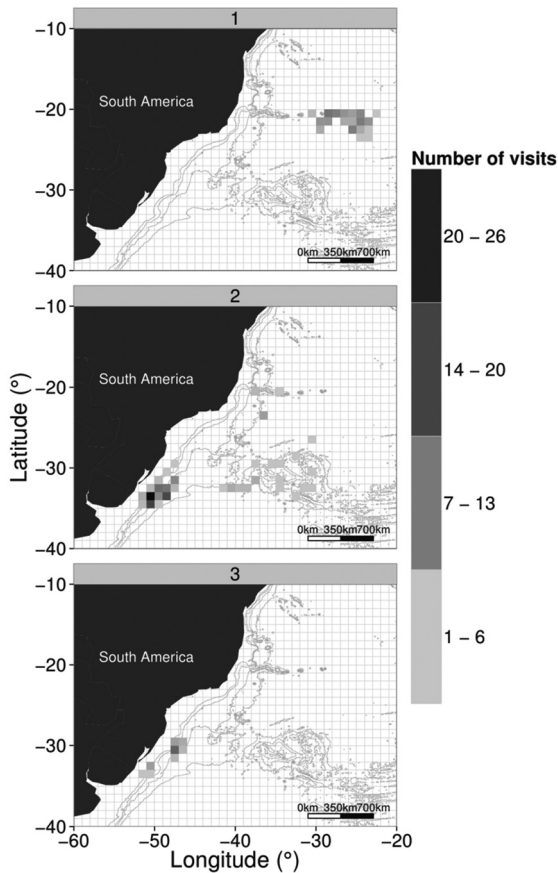 1
−10
−20
−30
−40
South America
0km 350km700km
2
−10
−20
−30
−40
South America
0km 350km700km
3
−10
−20
−30
−40
South America
0km 350km700km
−60 −50 −40 −30 −20
Longitude (°)
Latitude (°)
Number of visits
20 − 26
14 − 20
7 − 13
1 − 6